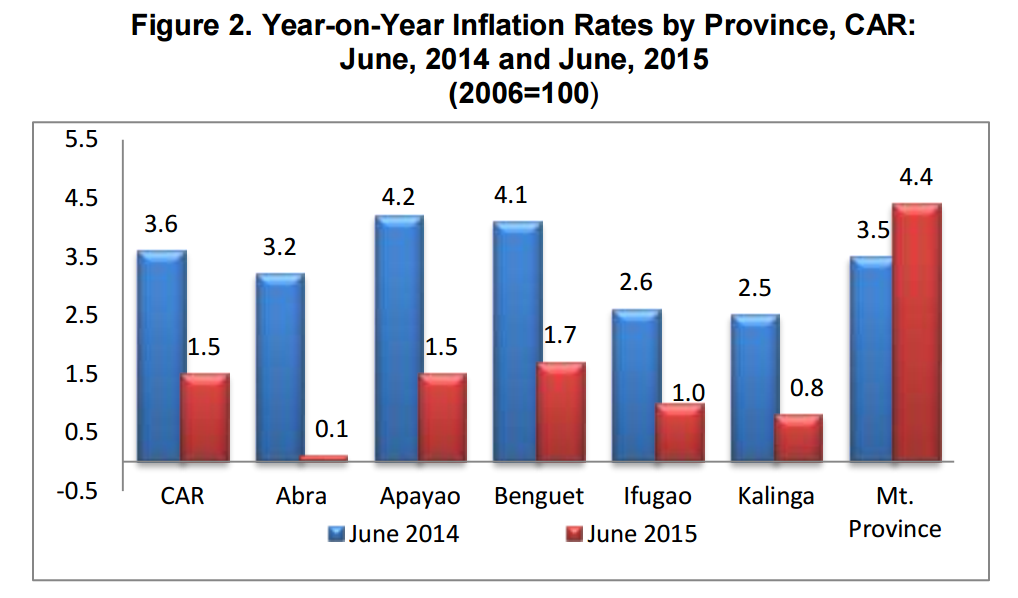 Figure 2. Year-on-Year Inflation Rates by Province, CAR:
June, 2014 and June, 2015
(2006=100)
5.5
4.5
3.5
2.5
1.5
0.5
-0.5
3.6
1.5
3.2
0.1
4.2
1.5
4.1
1.7
2.6
1.0
2.5
0.8
3.5
4.4
CAR
Abra
Apayao
Benguet
Ifugao
Kalinga
Mt.
Province
June 2014
June 2015